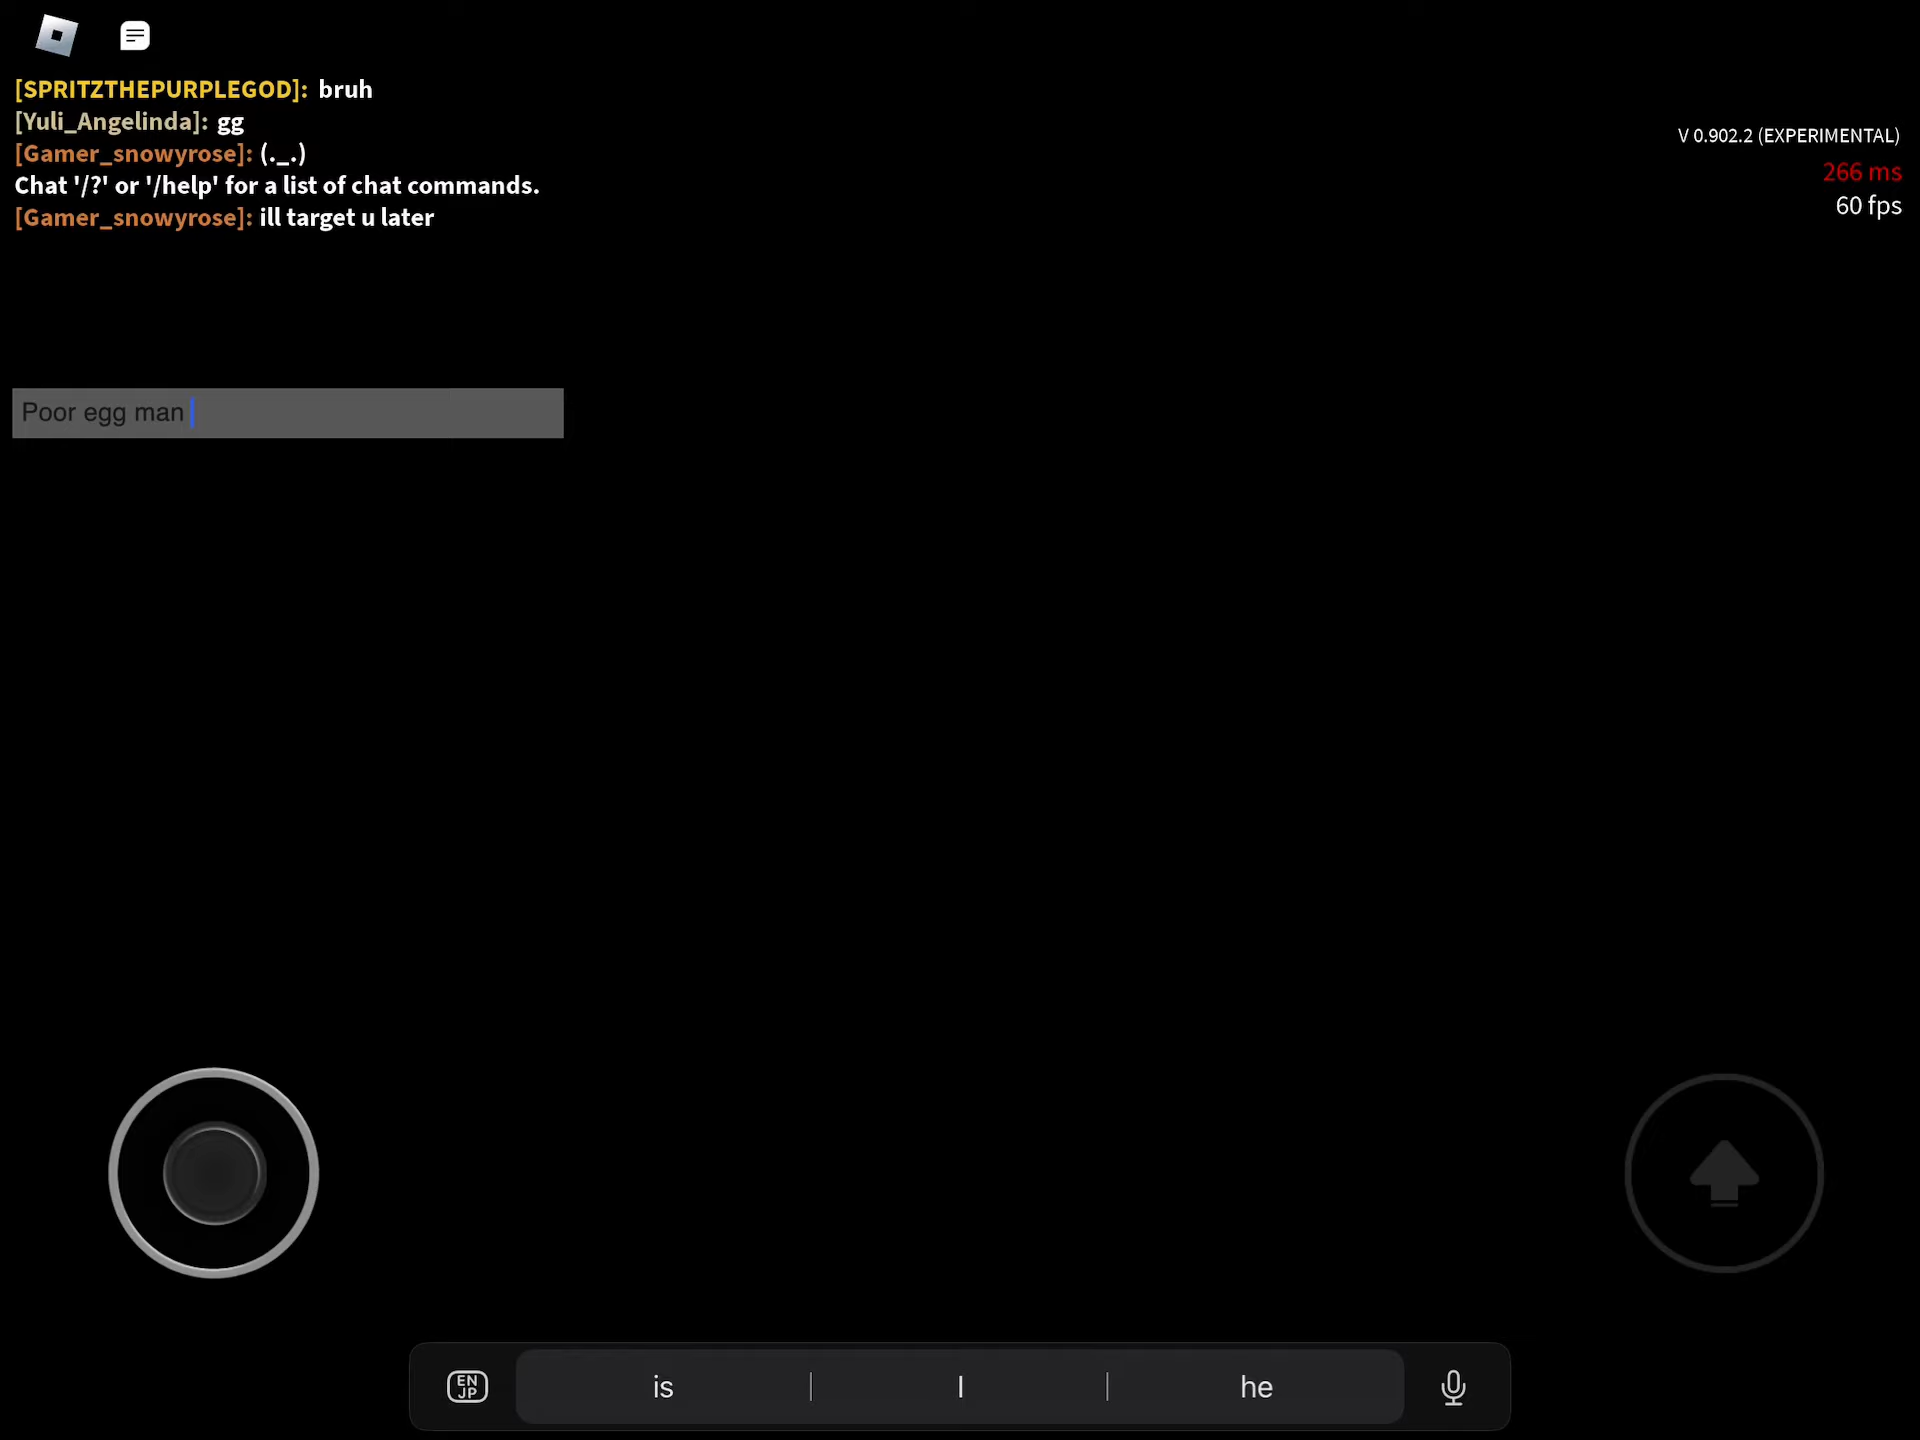 [SPRITZTHEPURPLEGOD]: bruh
[Yuli_Angelinda]: gg
[Gamer_snowyrose]: (._.)
Chat '/?' or '/help' for a list of chat commands.
[Gamer_snowyrose]: ill target u later
V 0.902.2 (EXPERIMENTAL)
266 ms
60 fps
Poor egg man
EN
JP
is
I
he